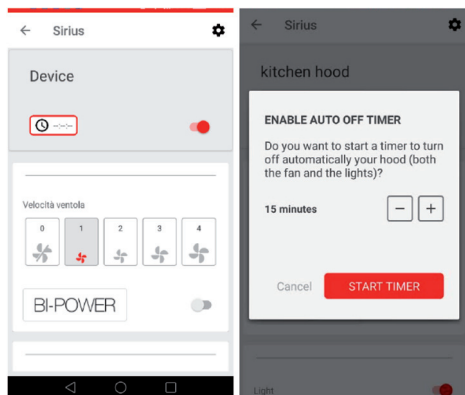 Sirius
Device
--:--
Velocità ventola
0 1 2 3 4
BI-POWER
Sirius
kitchen hood
ENABLE AUTO OFF TIMER
Do you want to start a timer to turn
off automatically your hood (both
the fan and the lights)?
15 minutes
Cancel START TIMER
Light